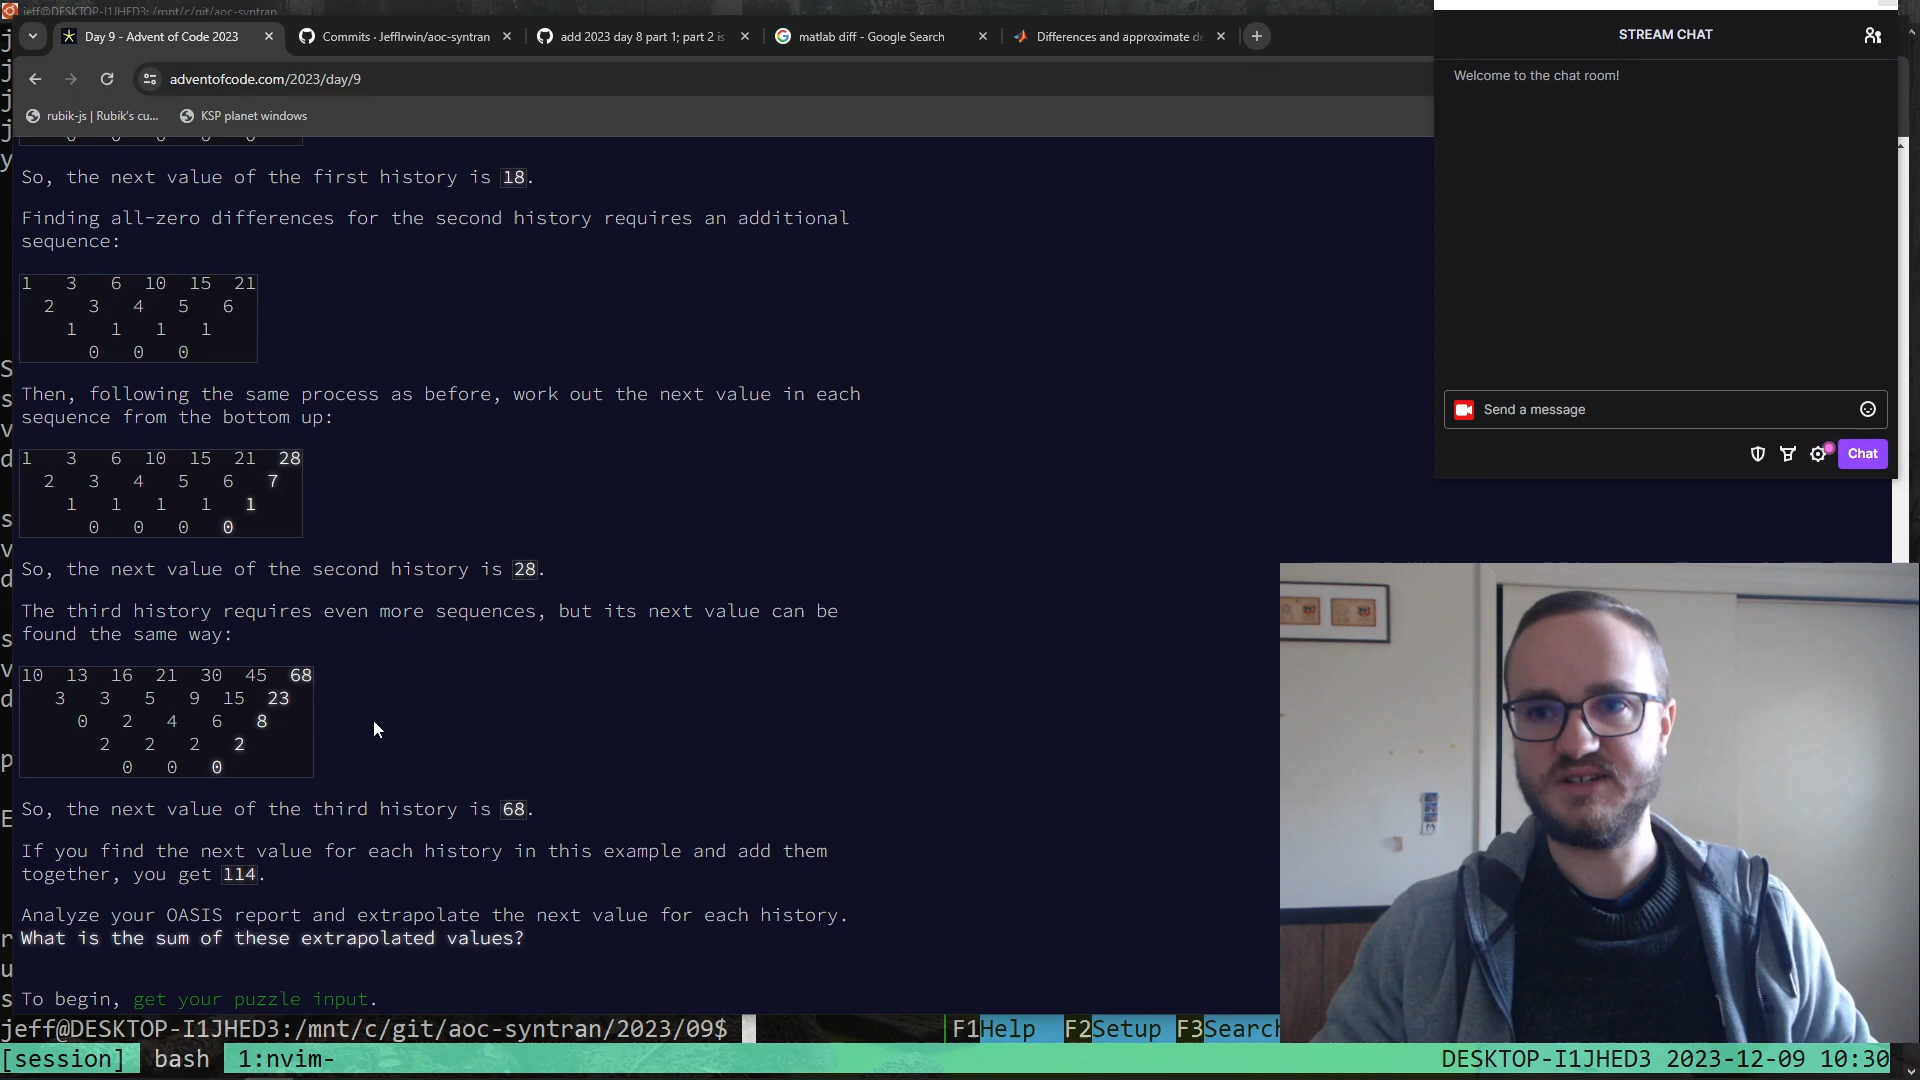 jeff@DESKTOP-I1JHED3: /mnt/c/git/aoc-syntran
Day 9 - Advent of Code 2023
Commits · JeffIrwin/aoc-syntran
add 2023 day 8 part 1; part 2 is
matlab diff - Google Search
Differences and approximate de
adventofcode.com/2023/day/9
rubik-js | Rubik's cu...
KSP planet windows
0 0 0 0 0
So, the next value of the first history is 18.
Finding all-zero differences for the second history requires an additional
sequence:
1 3 6 10 15 21
2 3 4 5 6
1 1 1 1
0 0 0
Then, following the same process as before, work out the next value in each
sequence from the bottom up:
1 3 6 10 15 21 28
2 3 4 5 6 7
1 1 1 1 1
0 0 0 0
So, the next value of the second history is 28.
The third history requires even more sequences, but its next value can be
found the same way:
10 13 16 21 30 45 68
3 3 5 9 15 23
0 2 4 6 8
2 2 2 2
0 0 0
So, the next value of the third history is 68.
If you find the next value for each history in this example and add them
together, you get 114.
Analyze your OASIS report and extrapolate the next value for each history.
What is the sum of these extrapolated values?
To begin, get your puzzle input.
jeff@DESKTOP-I1JHED3:/mnt/c/git/aoc-syntran/2023/09$
F1Help F2Setup F3Search
[session] bash 1:nvim-
DESKTOP-I1JHED3 2023-12-09 10:30
STREAM CHAT
Welcome to the chat room!
Send a message
Chat